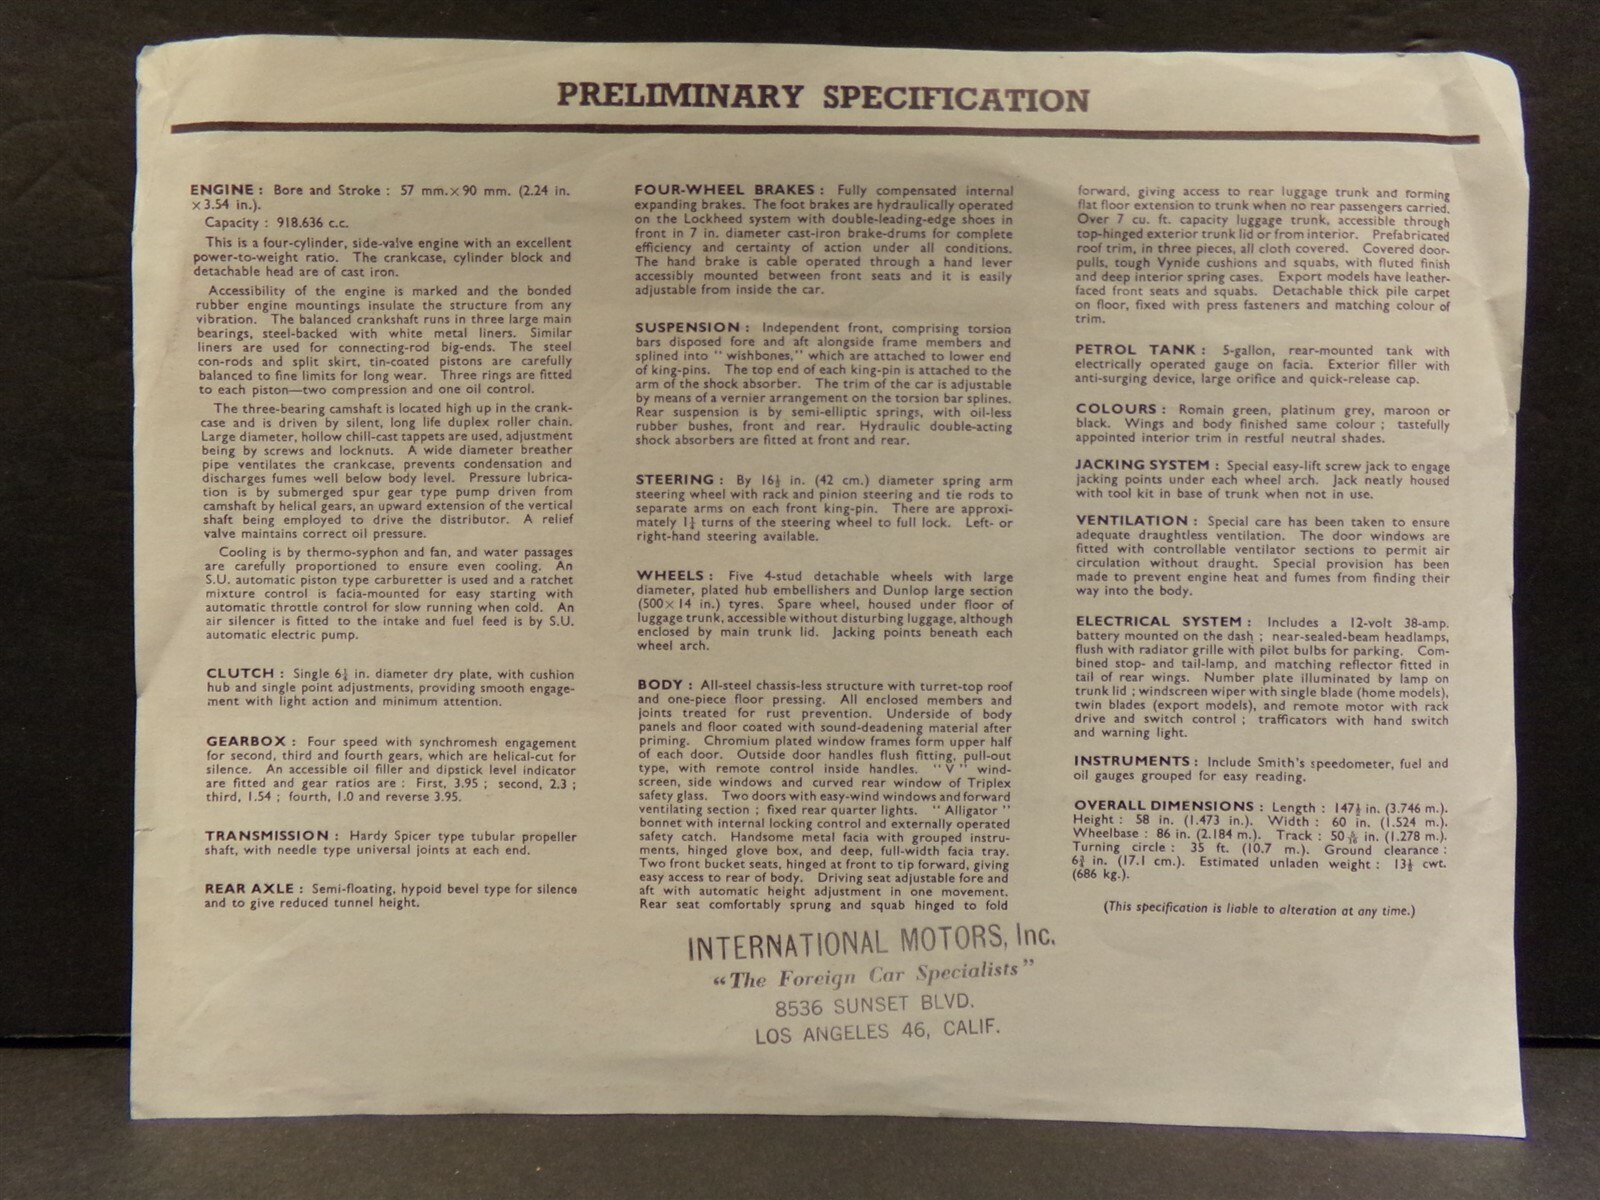 PRELIMINARY SPECIFICATION
ENGINE : Bore and Stroke : 57 mm. × 90 mm. (2.24 in.
× 3.54 in.).
Capacity : 918.636 c.c.
This is a four-cylinder, side-valve engine with an excellent
power-to-weight ratio. The crankcase, cylinder block and
detachable head are of cast iron.
Accessibility of the engine is marked and the bonded
rubber engine mountings insulate the structure from any
vibration. The balanced crankshaft runs in three large main
bearings, steel-backed with white metal liners. Similar
liners are used for connecting-rod big-ends. The steel
con-rods and split skirt, tin-coated pistons are carefully
balanced to fine limits for long wear. Three rings are fitted
to each piston—two compression and one oil control.
The three-bearing camshaft is located high up in the crank-
case and is driven by silent, long life duplex roller chain.
Large diameter, hollow chill-cast tappets are used, adjustment
being by screws and locknuts. A wide diameter breather
pipe ventilates the crankcase, prevents condensation and
discharges fumes well below body level. Pressure lubrica-
tion is by submerged spur gear type pump driven from
camshaft by helical gears, an upward extension of the vertical
shaft being employed to drive the distributor. A relief
valve maintains correct oil pressure.
Cooling is by thermo-syphon and fan, and water passages
are carefully proportioned to ensure even cooling. An
S.U. automatic piston type carburetter is used and a ratchet
mixture control is facia-mounted for easy starting with
automatic throttle control for slow running when cold. An
air silencer is fitted to the intake and fuel feed is by S.U.
automatic electric pump.
CLUTCH : Single 6¼ in. diameter dry plate, with cushion
hub and single point adjustments, providing smooth engage-
ment with light action and minimum attention.
GEARBOX : Four speed with synchromesh engagement
for second, third and fourth gears, which are helical-cut for
silence. An accessible oil filler and dipstick level indicator
are fitted and gear ratios are : First, 3.95 ; second, 2.3 ;
third, 1.54 ; fourth, 1.0 and reverse 3.95.
TRANSMISSION : Hardy Spicer type tubular propeller
shaft, with needle type universal joints at each end.
REAR AXLE : Semi-floating, hypoid bevel type for silence
and to give reduced tunnel height.
FOUR-WHEEL BRAKES : Fully compensated internal
expanding brakes. The foot brakes are hydraulically operated
on the Lockheed system with double-leading-edge shoes in
front in 7 in. diameter cast-iron brake-drums for complete
efficiency and certainty of action under all conditions.
The hand brake is cable operated through a hand lever
accessibly mounted between front seats and it is easily
adjustable from inside the car.
SUSPENSION : Independent front, comprising torsion
bars disposed fore and aft alongside frame members and
splined into " wishbones," which are attached to lower end
of king-pins. The top end of each king-pin is attached to the
arm of the shock absorber. The trim of the car is adjustable
by means of a vernier arrangement on the torsion bar splines.
Rear suspension is by semi-elliptic springs, with oil-less
rubber bushes, front and rear. Hydraulic double-acting
shock absorbers are fitted at front and rear.
STEERING : By 16½ in. (42 cm.) diameter spring arm
steering wheel with rack and pinion steering and tie rods to
separate arms on each front king-pin. There are approxi-
mately turns of the steering wheel to full lock. Left- or
right-hand steering available.
WHEELS : Five 4-stud detachable wheels with large
diameter, plated hub embellishers and Dunlop large section
(500 × 14 in.) tyres. Spare wheel, housed under floor of
luggage trunk, accessible without disturbing luggage, although
enclosed by main trunk lid. Jacking points beneath each
wheel arch.
BODY : All-steel chassis-less structure with turret-top roof
and one-piece floor pressing. All enclosed members and
joints treated for rust prevention. Underside of body
panels and floor coated with sound-deadening material after
priming. Chromium plated window frames form upper half
of each door. Outside door handles flush fitting, pull-out
type, with remote control inside handles. " V " wind-
screen, side windows and curved rear window of Triplex
safety glass. Two doors with easy-wind windows and forward
ventilating section ; fixed rear quarter lights. " Alligator "
bonnet with internal locking control and externally operated
safety catch. Handsome metal facia with grouped instru-
ments, hinged glove box, and deep, full-width facia tray.
Two front bucket seats, hinged at front to tip forward, giving
easy access to rear of body. Driving seat adjustable fore and
aft with automatic height adjustment in one movement.
Rear seat comfortably sprung and squab hinged to fold
forward, giving access to rear luggage trunk and forming
flat floor extension to trunk when no rear passengers carried.
Over 7 cu. ft. capacity luggage trunk, accessible through
top-hinged exterior trunk lid or from interior. Prefabricated
roof trim, in three pieces, all cloth covered. Covered door-
pulls, tough Vynide cushions and squabs, with fluted finish
and deep interior spring cases. Export models have leather-
faced front seats and squabs. Detachable thick pile carpet
on floor, fixed with press fasteners and matching colour of
trim.
PETROL TANK : 5-gallon, rear-mounted tank with
electrically operated gauge on facia. Exterior filler with
anti-surging device, large orifice and quick-release cap.
COLOURS : Romain green, platinum grey, maroon or
black. Wings and body finished same colour ; tastefully
appointed interior trim in restful neutral shades.
JACKING SYSTEM : Special easy-lift screw jack to engage
jacking points under each wheel arch. Jack neatly housed
with tool kit in base of trunk when not in use.
VENTILATION : Special care has been taken to ensure
adequate draughtless ventilation. The door windows are
fitted with controllable ventilator sections to permit air
circulation without draught. Special provision has been
made to prevent engine heat and fumes from finding their
way into the body.
ELECTRICAL SYSTEM : Includes a 12-volt 38-amp.
battery mounted on the dash ; near-sealed-beam headlamps,
flush with radiator grille with pilot bulbs for parking. Com-
bined stop- and tail-lamp, and matching reflector fitted in
tail of rear wings. Number plate illuminated by lamp on
trunk lid ; windscreen wiper with single blade (home models),
twin blades (export models), and remote motor with rack
drive and switch control ; trafficators with hand switch
and warning light.
INSTRUMENTS : Include Smith's speedometer, fuel and
oil gauges grouped for easy reading.
OVERALL DIMENSIONS : Length : 147½ in. (3.746 m.).
Height : 58 in. (1.473 in.). Width : 60 in. (1.524 m.).
Wheelbase : 86 in. (2.184 m.). Track : 50 in. (1.278 m.).
Turning circle : 35 ft. (10.7 m.). Ground clearance :
6¾ in. (17.1 cm.). Estimated unladen weight : 13½ cwt.
(686 kg.).
(This specification is liable to alteration at any time.)
INTERNATIONAL MOTORS, Inc.
"The Foreign Car Specialists"
8536 SUNSET BLVD.
LOS ANGELES 46, CALIF.